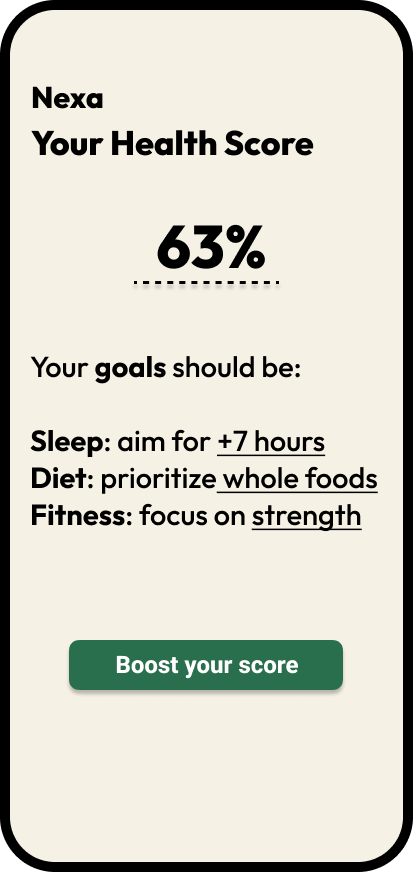 Nexa
Your Health Score
63%
Your goals should be:
Sleep: aim for +7 hours
Diet: prioritize whole foods
Fitness: focus on strength
Boost your score